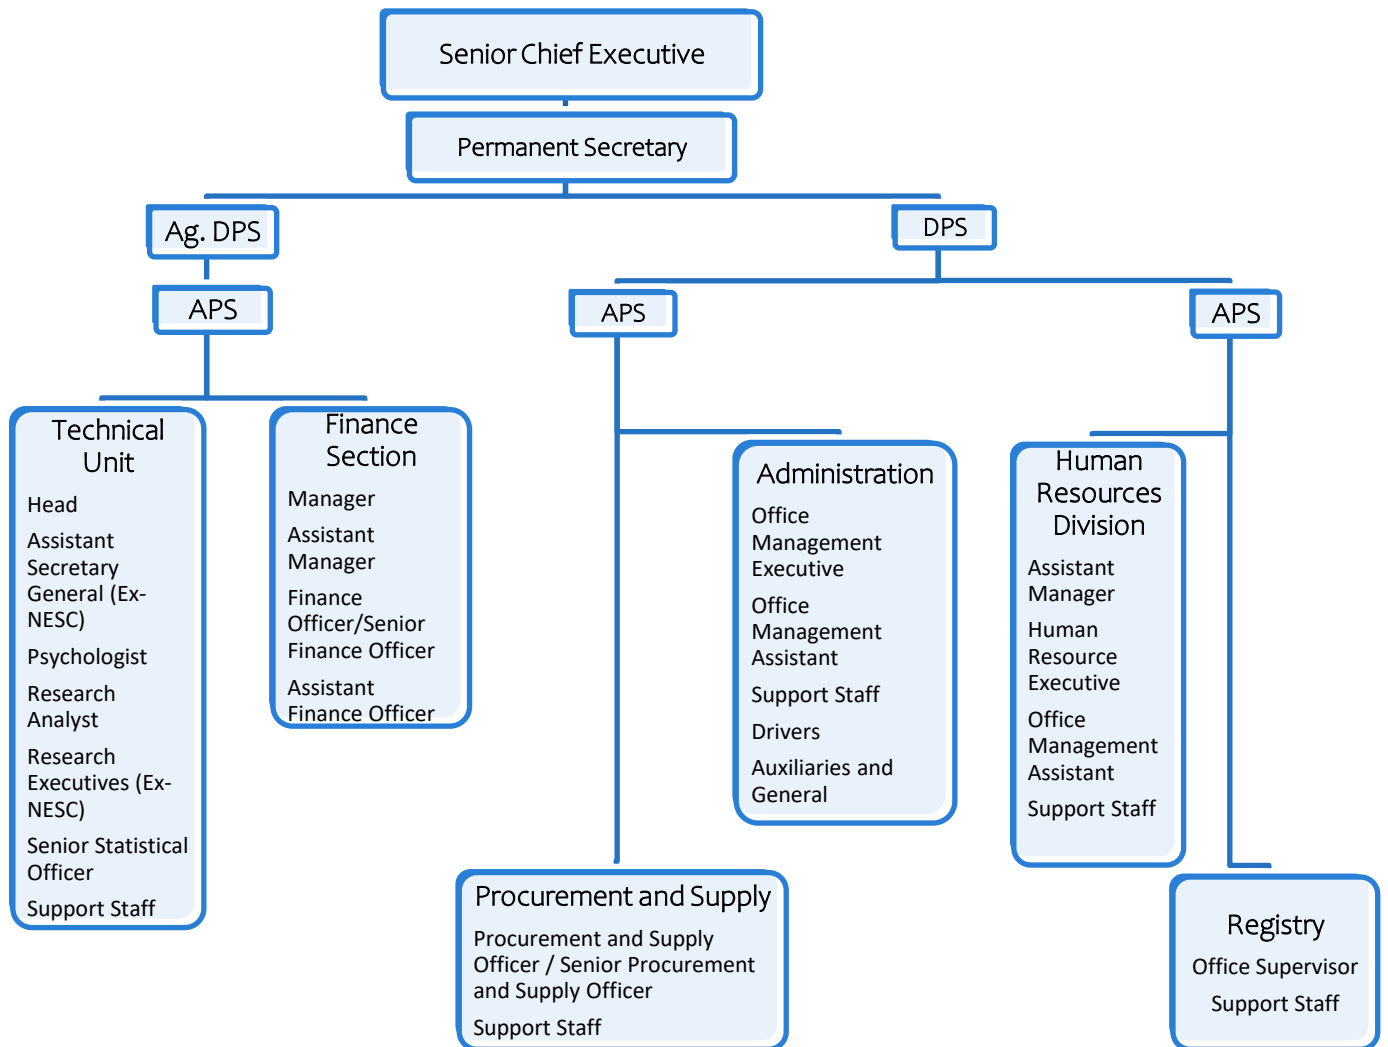 Senior Chief Executive
Permanent Secretary
Ag. DPS
DPS
APS
APS
APS
Technical
Unit
Head
Assistant
Secretary
General (Ex-
NESC)
Psychologist
Research
Analyst
Research
Executives (Ex-
NESC)
Senior Statistical
Officer
Support Staff
Finance
Section
Manager
Assistant
Manager
Finance
Officer/Senior
Finance Officer
Assistant
Finance Officer
Administration
Office
Management
Executive
Office
Management
Assistant
Support Staff
Drivers
Auxiliaries and
General
Human
Resources
Division
Assistant
Manager
Human
Resource
Executive
Office
Management
Assistant
Support Staff
Procurement and Supply
Procurement and Supply
Officer / Senior Procurement
and Supply Officer
Support Staff
Registry
Office Supervisor
Support Staff